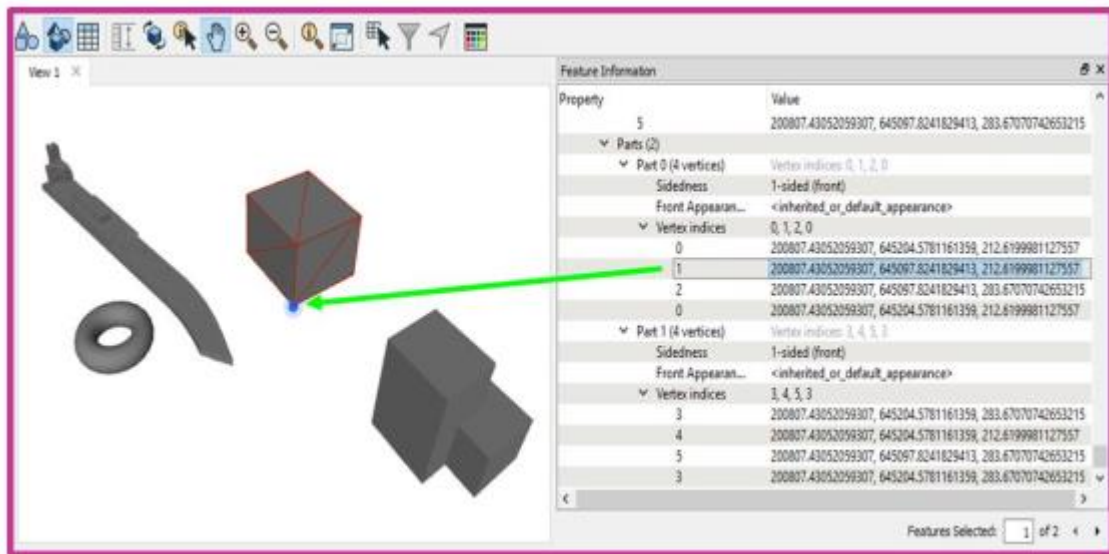 View 1
Feature Information
Property Value
5 200807.43052059307, 645097.8241829413, 283.67070742653215
Parts (2)
Part 0 (4 vertices) Vertex indices: 0, 1, 2, 0
Sidedness 1-sided (front)
Front Appearan... <inherited_or_default_appearance>
Vertex indices 0, 1, 2, 0
0 200807.43052059307, 645204.5781161359, 212.6199981127557
1 200807.43052059307, 645097.8241829413, 212.6199981127557
2 200807.43052059307, 645097.8241829413, 283.67070742653215
0 200807.43052059307, 645204.5781161359, 212.6199981127557
Part 1 (4 vertices) Vertex indices: 3, 4, 5, 3
Sidedness 1-sided (front)
Front Appearan... <inherited_or_default_appearance>
Vertex indices 3, 4, 5, 3
3 200807.43052059307, 645204.5781161359, 283.67070742653215
4 200807.43052059307, 645204.5781161359, 212.6199981127557
5 200807.43052059307, 645097.8241829413, 283.67070742653215
3 200807.43052059307, 645204.5781161359, 283.67070742653215
Features Selected: 1 of 2